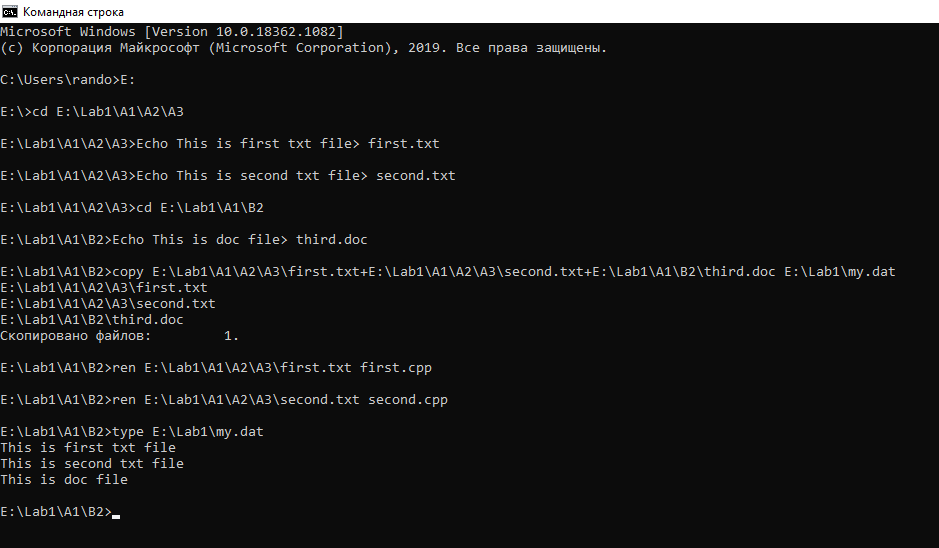 Командная строка
Microsoft Windows [Version 10.0.18362.1082]
(c) Корпорация Майкрософт (Microsoft Corporation), 2019. Все права защищены.
C:\Users\rando>E:
E:\>cd E:\Lab1\A1\A2\A3
E:\Lab1\A1\A2\A3>Echo This is first txt file> first.txt
E:\Lab1\A1\A2\A3>Echo This is second txt file> second.txt
E:\Lab1\A1\A2\A3>cd E:\Lab1\A1\B2
E:\Lab1\A1\B2>Echo This is doc file> third.doc
E:\Lab1\A1\B2>copy E:\Lab1\A1\A2\A3\first.txt+E:\Lab1\A1\A2\A3\second.txt+E:\Lab1\A1\B2\third.doc E:\Lab1\my.dat
E:\Lab1\A1\A2\A3\first.txt
E:\Lab1\A1\A2\A3\second.txt
E:\Lab1\A1\B2\third.doc
Скопировано файлов:         1.
E:\Lab1\A1\B2>ren E:\Lab1\A1\A2\A3\first.txt first.cpp
E:\Lab1\A1\B2>ren E:\Lab1\A1\A2\A3\second.txt second.cpp
E:\Lab1\A1\B2>type E:\Lab1\my.dat
This is first txt file
This is second txt file
This is doc file
E:\Lab1\A1\B2>